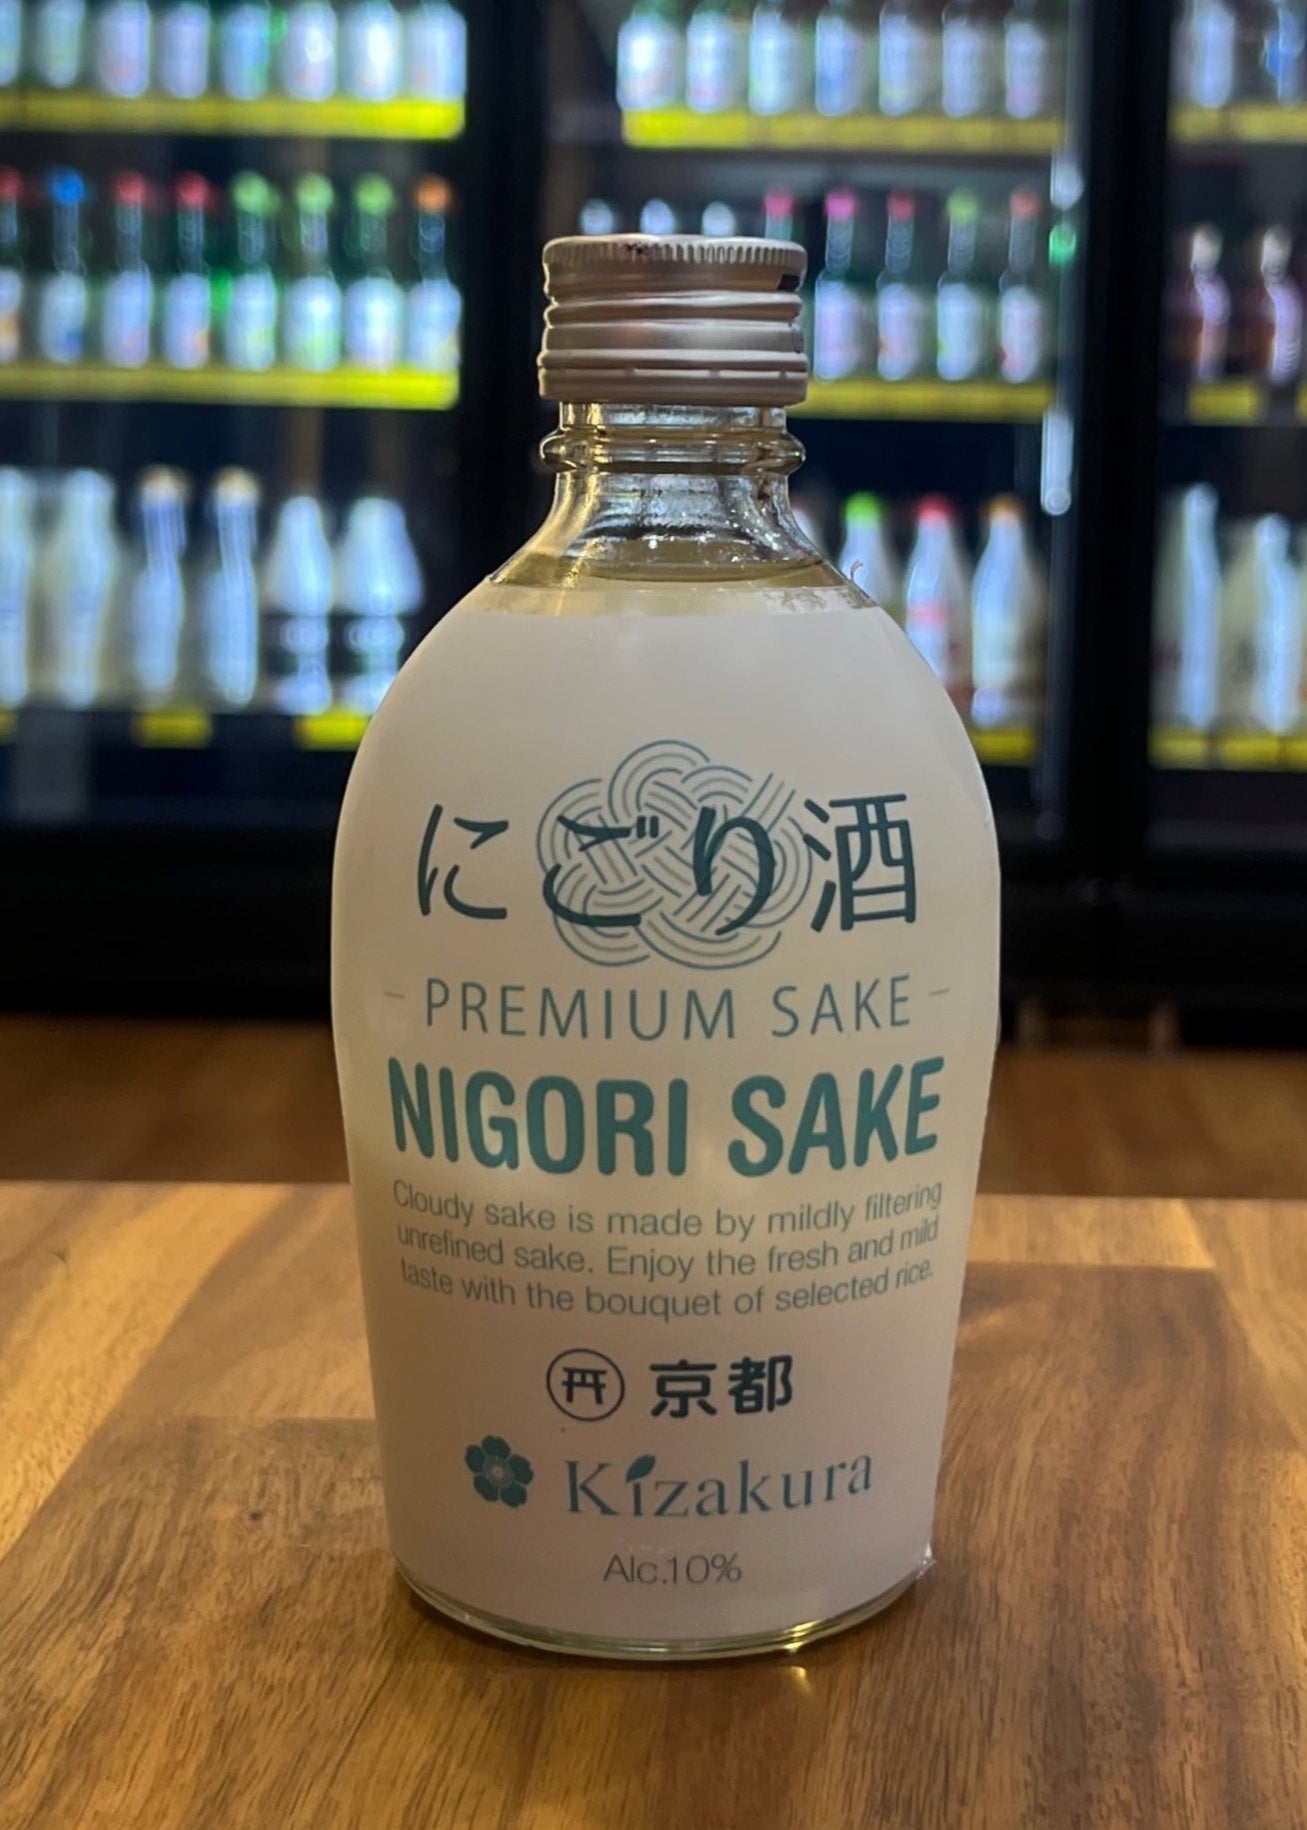 にごり酒
PREMIUM SAKE
NIGORI SAKE
Cloudy sake is made by mildly filtering
unrefined sake. Enjoy the fresh and mild
taste with the bouquet of selected rice.
京都
Kizakura
Alc.10%